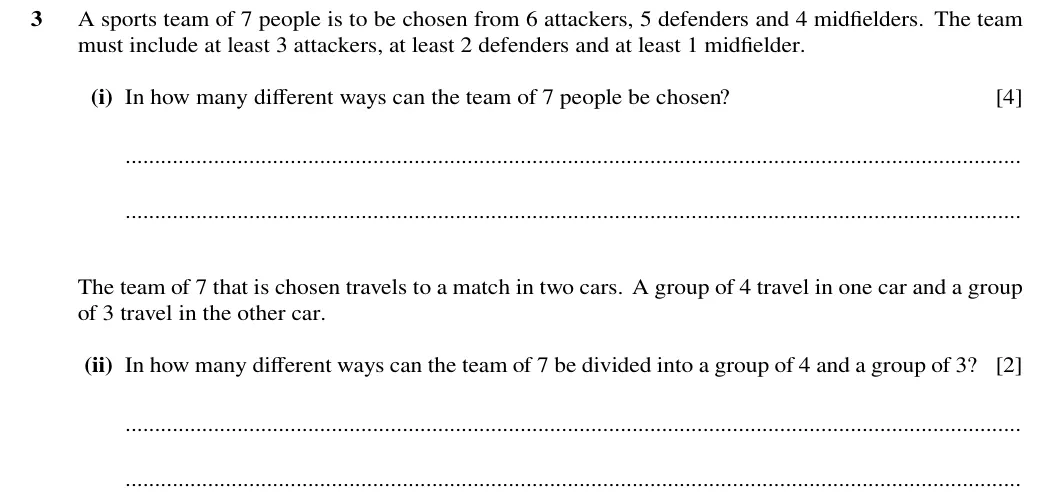 3 A sports team of 7 people is to be chosen from 6 attackers, 5 defenders and 4 midfielders. The team
must include at least 3 attackers, at least 2 defenders and at least 1 midfielder.
(i) In how many different ways can the team of 7 people be chosen? [4]
The team of 7 that is chosen travels to a match in two cars. A group of 4 travel in one car and a group
of 3 travel in the other car.
(ii) In how many different ways can the team of 7 be divided into a group of 4 and a group of 3? [2]